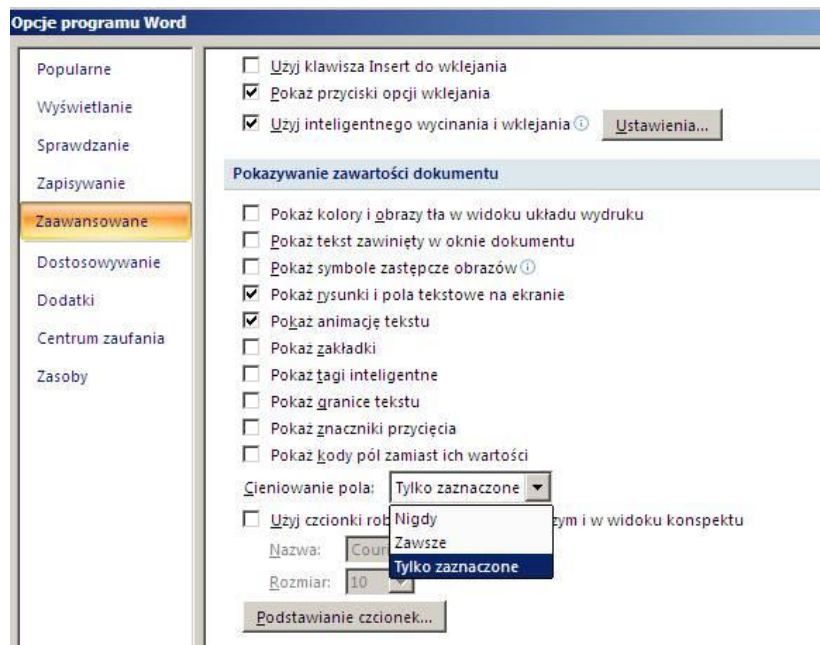 Opcje programu Word
Popularne
Wyświetlanie
Sprawdzanie
Zapisywanie
Zaawansowane
Dostosowywanie
Dodatki
Centrum zaufania
Zasoby
Użyj klawisza Insert do wklejania
Pokaż przyciski opcji wklejania
Użyj inteligentnego wycinania i wklejania Ustawienia...
Pokazywanie zawartości dokumentu
Pokaż kolory i obrazy tła w widoku układu wydruku
Pokaż tekst zawinięty w oknie dokumentu
Pokaż symbole zastępcze obrazów
Pokaż rysunki i pola tekstowe na ekranie
Pokaż animację tekstu
Pokaż zakładki
Pokaż tagi inteligentne
Pokaż granice tekstu
Pokaż znaczniki przycięcia
Pokaż kody pól zamiast ich wartości
Cieniowanie pola: Tylko zaznaczone
Nigdy
Zawsze
Tylko zaznaczone
Użyj czcionki i w widoku konspektu
Nazwa:
Rozmiar: 10
Podstawianie czcionek...